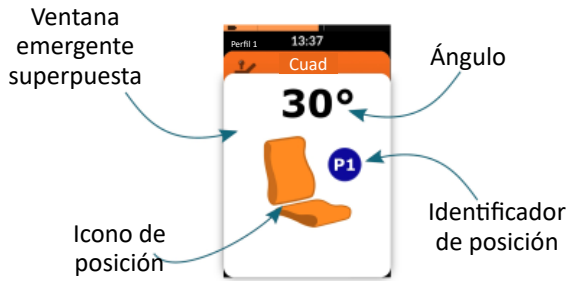 Ventana
emergente
superpuesta
Perfil 1
13:37
Cuad
30°
Ángulo
P1
Identificador
de posición
Icono de
posición